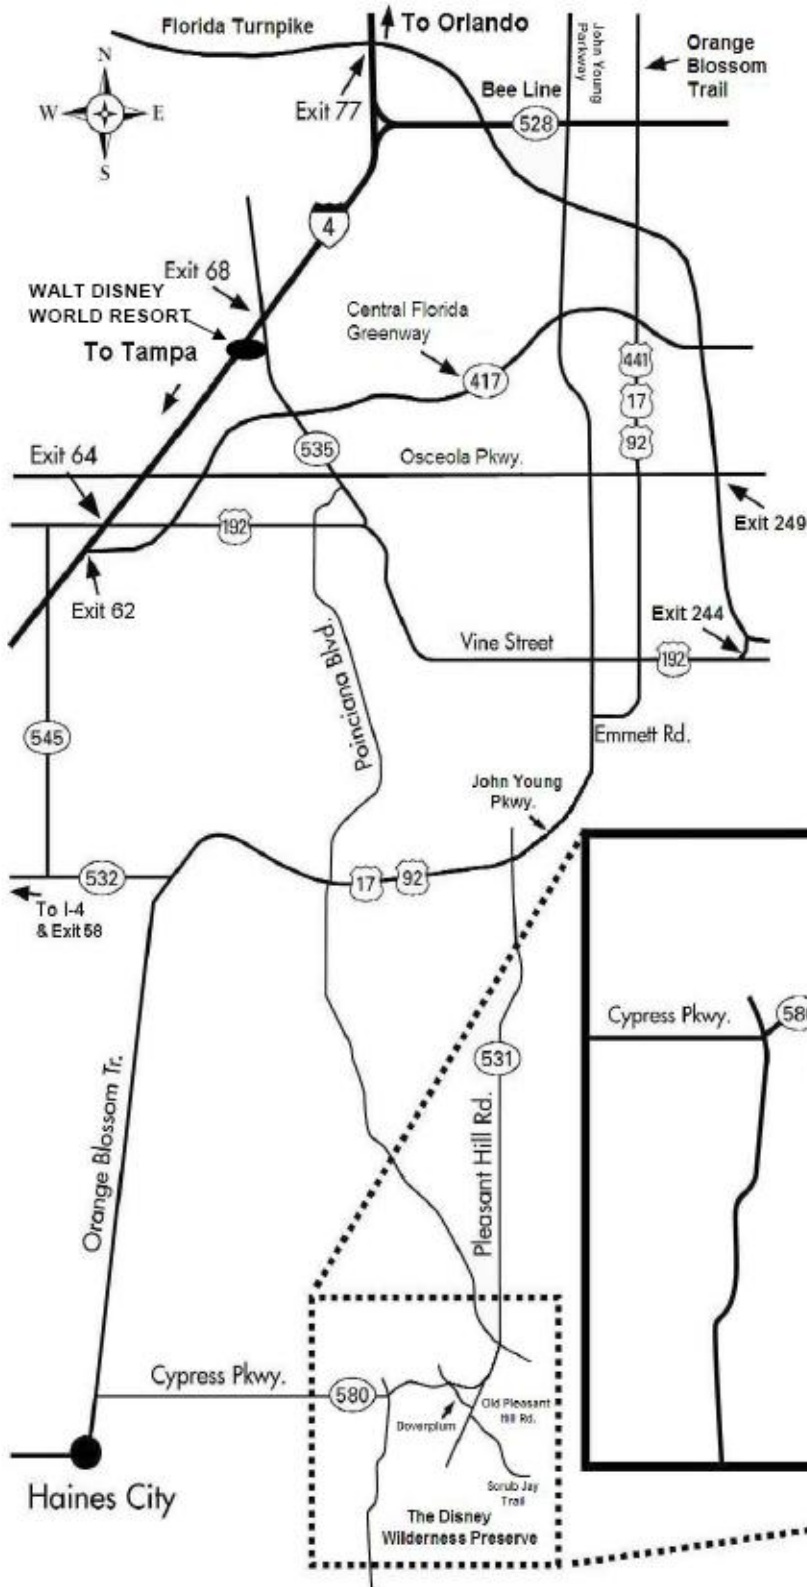 Florida Turnpike
To Orlando
John Young
Parkway
Orange
Blossom
Trail
N
W E
S
Exit 77
Bee Line
528
4
Exit 68
WALT DISNEY
WORLD RESORT
To Tampa
Central Florida
Greenway
417
441
17
92
535
Osceola Pkwy.
Exit 64
192
Exit 249
Exit 62
Exit 244
Poinciana Blvd.
Vine Street
192
545
Emmett Rd.
John Young
Pkwy.
532
17
92
To I-4
& Exit 58
Cypress Pkwy.
58
531
Orange Blossom Tr.
Pleasant Hill Rd.
Cypress Pkwy.
580
Old Pleasant
Hill Rd.
Doverplum
Scrub Jay
Trail
Haines City
The Disney
Wilderness Preserve